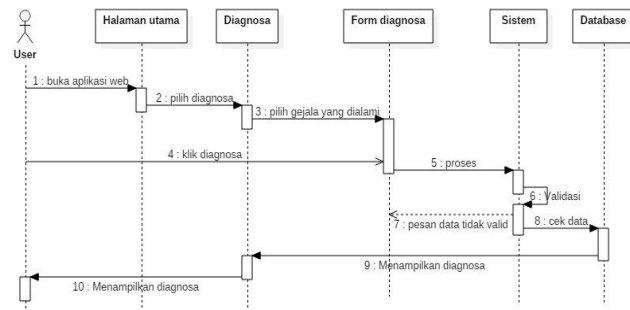 Halaman utama
Diagnosa
Form diagnosa
Sistem
Database
User
1 : buka aplikasi web
2 : pilih diagnosa
3 : pilih gejala yang dialami
4 : klik diagnosa
5 : proses
6 : Validasi
7 : pesan data tidak valid
8 : cek data
9 : Menampilkan diagnosa
10 : Menampilkan diagnosa